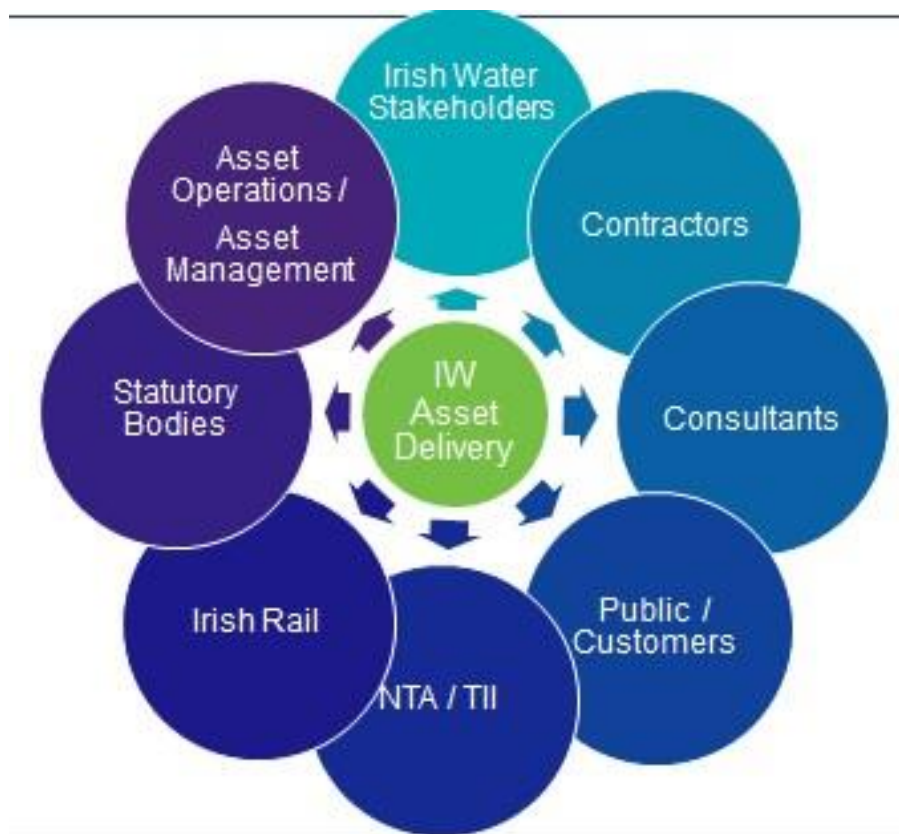 Irish Water
Stakeholders
Contractors
Consultants
Public /
Customers
NTA / TII
Irish Rail
Statutory
Bodies
Asset
Operations /
Asset
Management
IW
Asset
Delivery